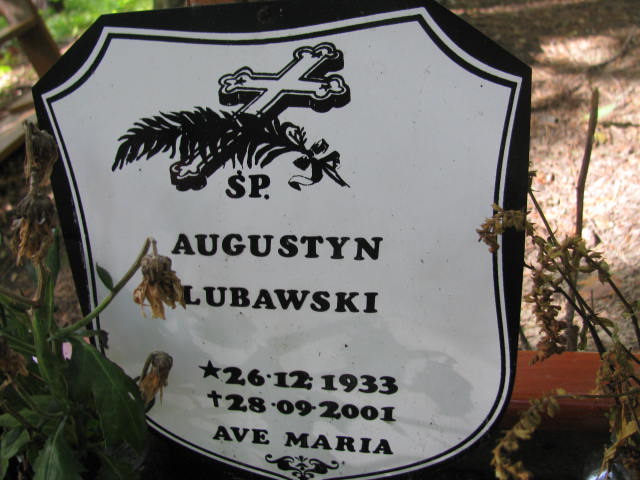 ŚP.
AUGUSTYN
LUBAWSKI
★26·12·1933
✝28·09·2001
AVE MARIA